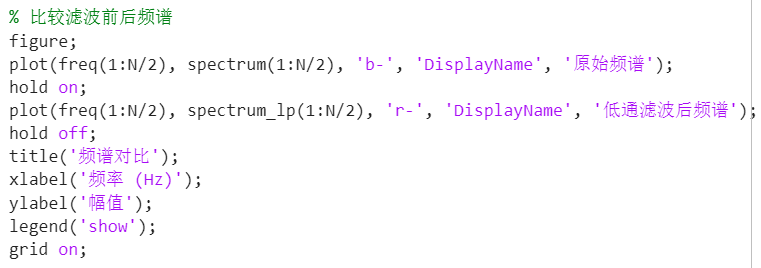 % 比较滤波前后频谱
figure;
plot(freq(1:N/2), spectrum(1:N/2), 'b-', 'DisplayName', '原始频谱');
hold on;
plot(freq(1:N/2), spectrum_lp(1:N/2), 'r-', 'DisplayName', '低通滤波后频谱');
hold off;
title('频谱对比');
xlabel('频率 (Hz)');
ylabel('幅值');
legend('show');
grid on;